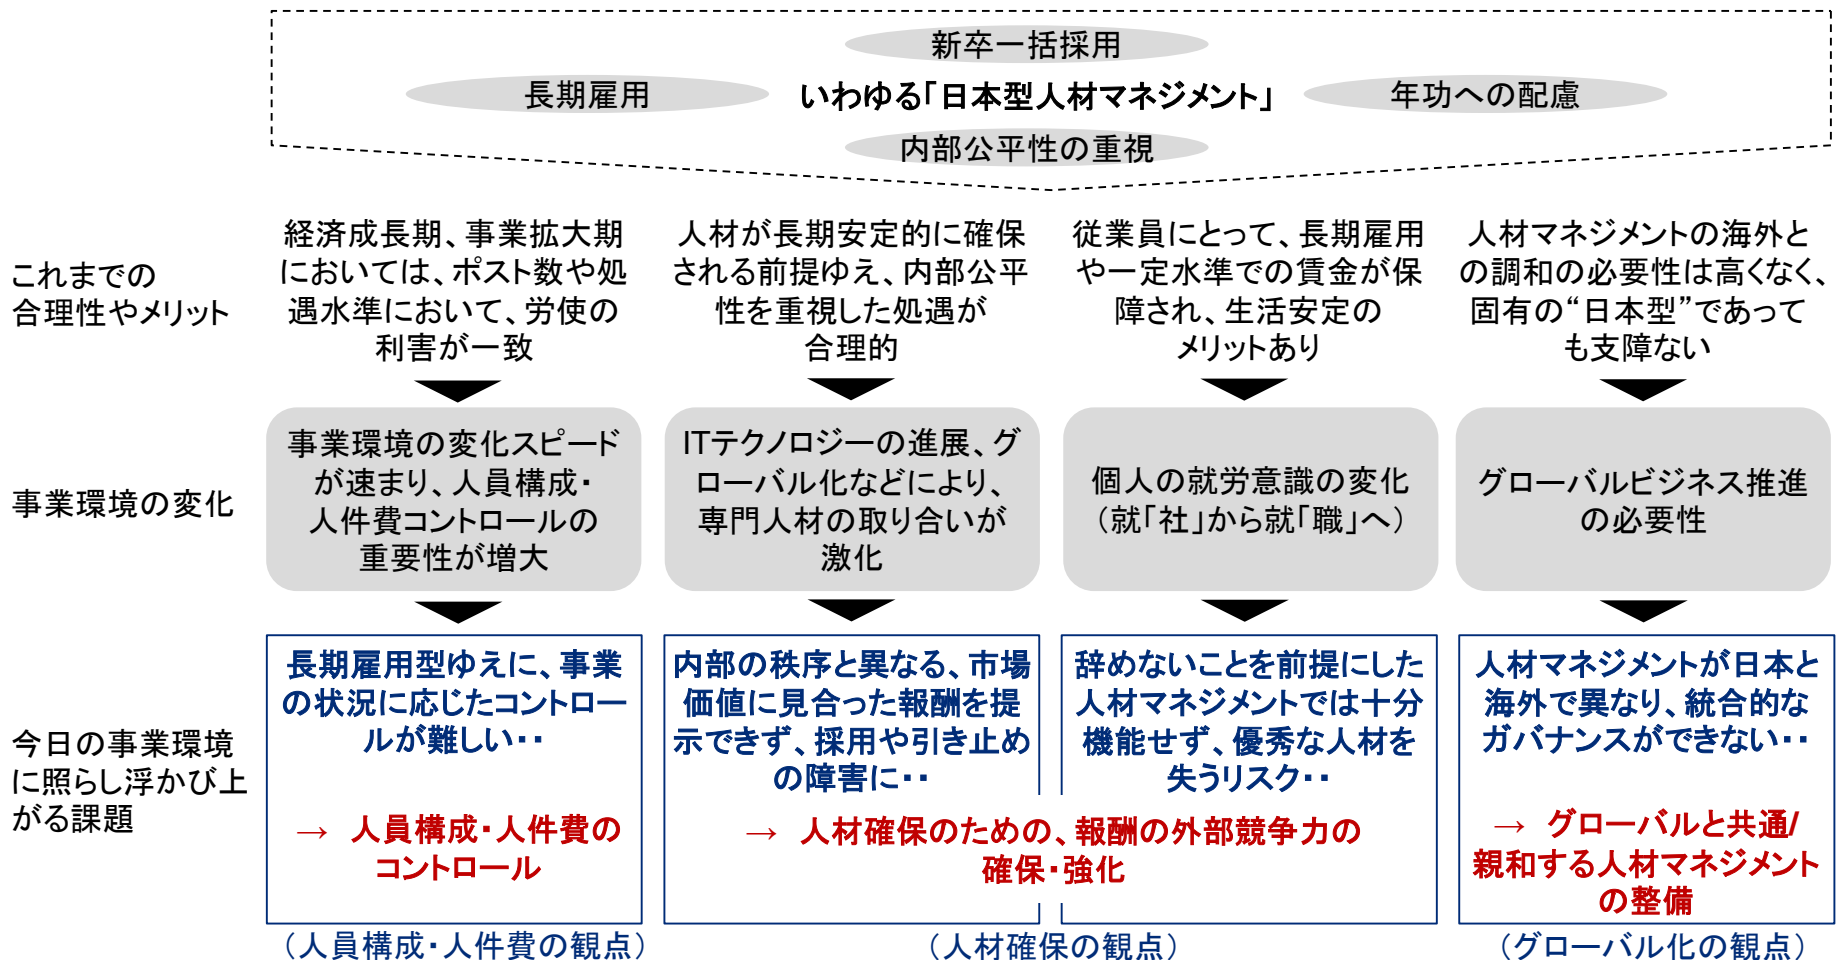 新卒一括採用
長期雇用
いわゆる「日本型人材マネジメント」
年功への配慮
内部公平性の重視
これまでの
合理性やメリット
経済成長期、事業拡大期
においては、ポスト数や処
遇水準において、労使の
利害が一致
人材が長期安定的に確保
される前提ゆえ、内部公平
性を重視した処遇が
合理的
従業員にとって、長期雇用
や一定水準での賃金が保
障され、生活安定の
メリットあり
人材マネジメントの海外と
の調和の必要性は高くなく、
固有の“日本型”であって
も支障ない
事業環境の変化
事業環境の変化スピード
が速まり、人員構成・
人件費コントロールの
重要性が増大
ITテクノロジーの進展、グ
ローバル化などにより、
専門人材の取り合いが
激化
個人の就労意識の変化
（就「社」から就「職」へ）
グローバルビジネス推進
の必要性
今日の事業環境
に照らし浮かび上
がる課題
長期雇用型ゆえに、事業
の状況に応じたコントロー
ルが難しい・・
→ 人員構成・人件費の
コントロール
内部の秩序と異なる、市場
価値に見合った報酬を提
示できず、採用や引き止め
の障害に・・
辞めないことを前提にした
人材マネジメントでは十分
機能せず、優秀な人材を
失うリスク・・
→ 人材確保のための、報酬の外部競争力の
確保・強化
人材マネジメントが日本と
海外で異なり、統合的な
ガバナンスができない・・
→ グローバルと共通/
親和する人材マネジメント
の整備
（人員構成・人件費の観点）
（人材確保の観点）
（グローバル化の観点）